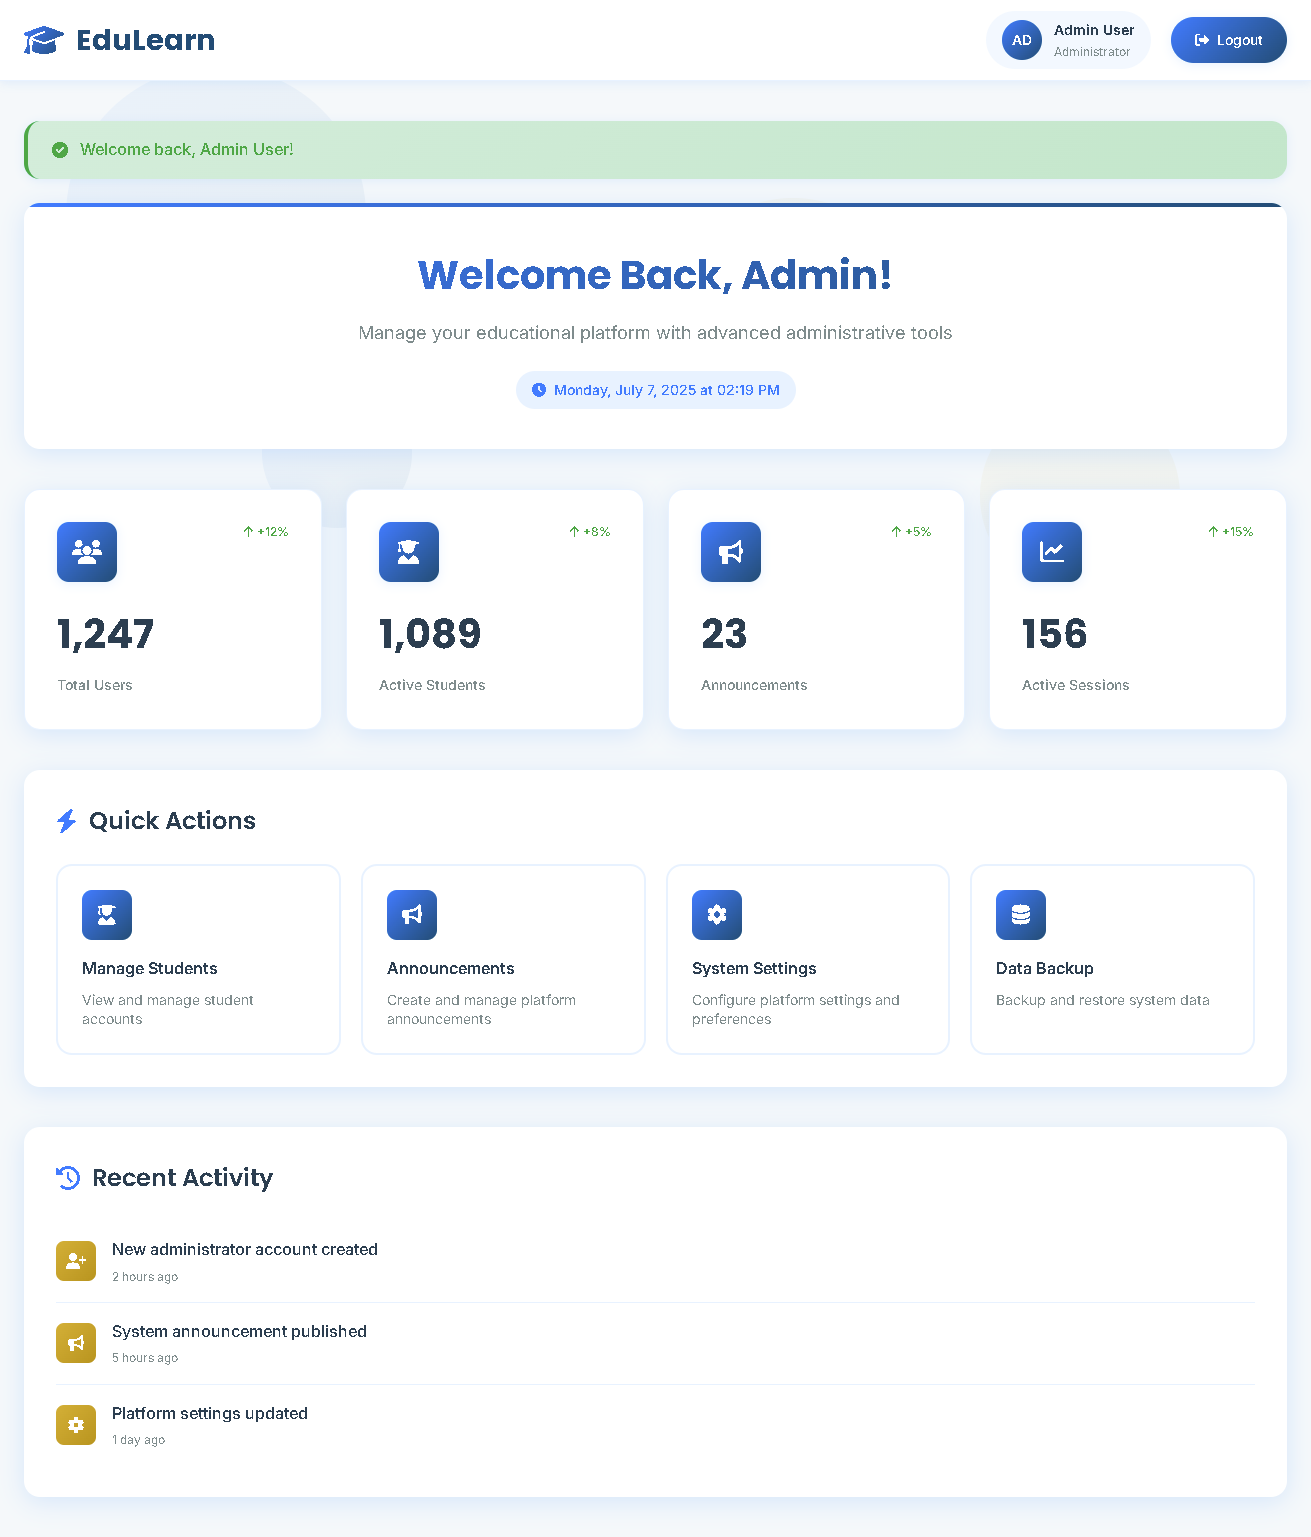 EduLearn
AD
Admin User
Administrator
Logout
Welcome back, Admin User!
Welcome Back, Admin!
Manage your educational platform with advanced administrative tools
Monday, July 7, 2025 at 02:19 PM
+12%
1,247
Total Users
+8%
1,089
Active Students
+5%
23
Announcements
+15%
156
Active Sessions
Quick Actions
Manage Students
View and manage student
accounts
Announcements
Create and manage platform
announcements
System Settings
Configure platform settings and
preferences
Data Backup
Backup and restore system data
Recent Activity
New administrator account created
2 hours ago
System announcement published
5 hours ago
Platform settings updated
1 day ago